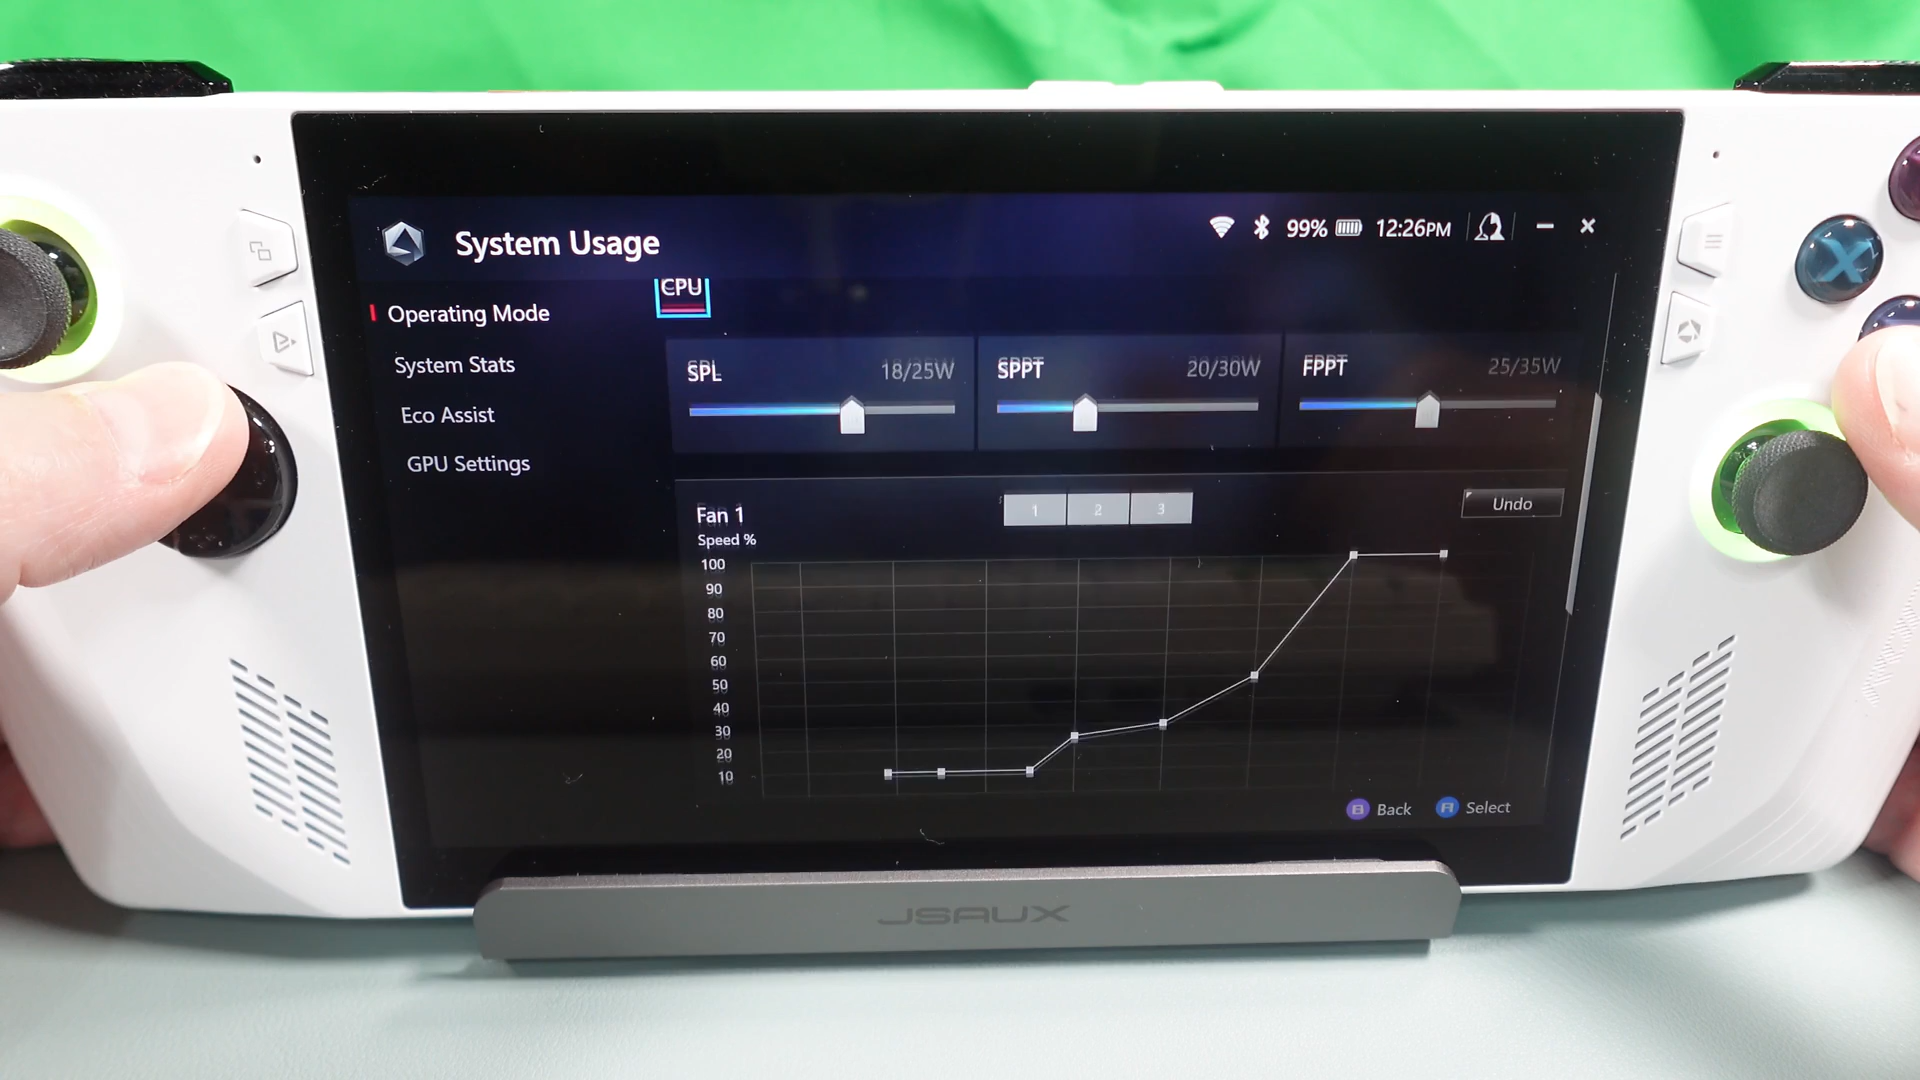 System Usage
99% 12:26PM
CPU
Operating Mode
System Stats
Eco Assist
GPU Settings
SPL 18/25W
SPPT 20/30W
FPPT 25/35W
Fan 1
1 2 3
Undo
Speed %
100
90
80
70
60
50
40
30
20
10
B Back A Select
X
JSAUX